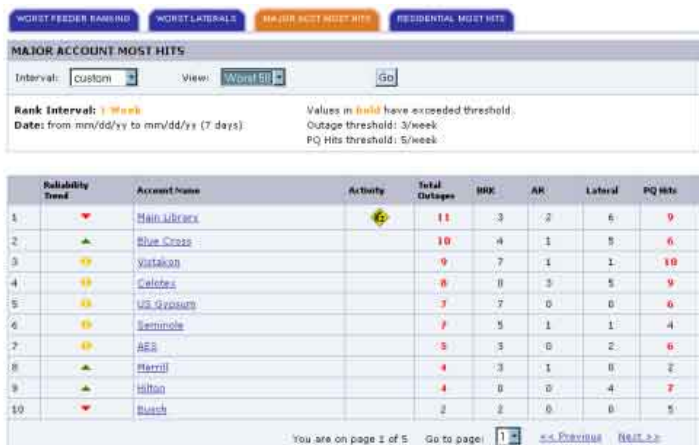 WORST FEEDER RANKING WORST LATERALS MAJOR ACCT MOST HITS RESIDENTIAL MOST HITS
MAJOR ACCOUNT MOST HITS
Interval: custom View: Worst 50 Go
Rank Interval: 1 Week Values in bold have exceeded threshold.
Date: from mm/dd/yy to mm/dd/yy (7 days) Outage threshold: 3/week
PQ Hits threshold: 5/week
Reliability Trend Account Name Activity Total Outages BRK AR Lateral PQ Hits
1 Main Library 11 3 2 6 9
2 Blue Cross 10 4 1 5 6
3 Vistakon 9 7 1 1 10
4 Celotex 8 0 3 5 9
5 US Gypsum 7 7 0 0 6
6 Seminole 7 5 1 1 4
7 AES 5 3 0 2 6
8 Merrill 4 3 1 0 2
9 Hilton 4 0 0 4 7
10 Busch 2 2 0 0 5
You are on page 1 of 5 Go to page: 1 << Previous Next >>